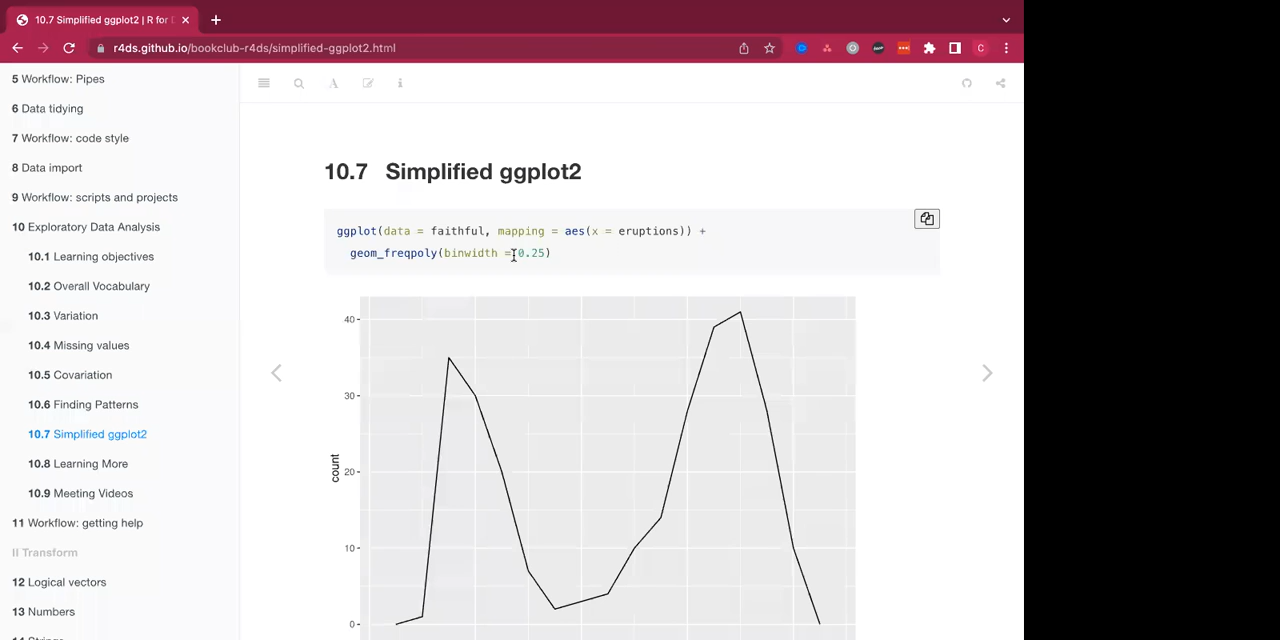 10.7 Simplified ggplot2 | R for D
r4ds.github.io/bookclub-r4ds/simplified-ggplot2.html
C
5 Workflow: Pipes
6 Data tidying
7 Workflow: code style
8 Data import
9 Workflow: scripts and projects
10 Exploratory Data Analysis
10.1 Learning objectives
10.2 Overall Vocabulary
10.3 Variation
10.4 Missing values
10.5 Covariation
10.6 Finding Patterns
10.7 Simplified ggplot2
10.8 Learning More
10.9 Meeting Videos
11 Workflow: getting help
II Transform
12 Logical vectors
13 Numbers
14 Strings
A
i
10.7 Simplified ggplot2
ggplot(data = faithful, mapping = aes(x = eruptions)) +
geom_freqpoly(binwidth = 0.25)
count
40
30
20
10
0